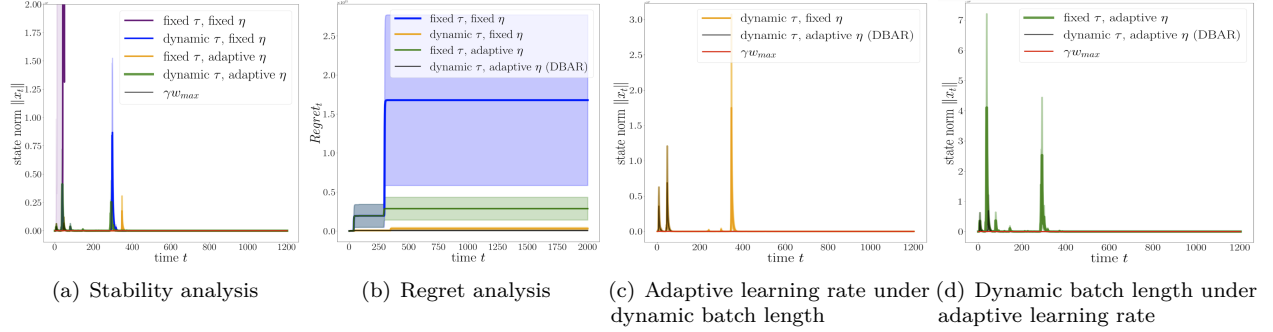 2.00
1.75
1.50
1.25
1.00
0.75
0.50
0.25
0.00
state norm ‖x_t‖
0 200 400 600 800 1000 1200
time t
fixed τ, fixed η
dynamic τ, fixed η
fixed τ, adaptive η
dynamic τ, adaptive η
γw_max
(a) Stability analysis
2.5
2.0
1.5
1.0
0.5
0.0
Regret_t
0 250 500 750 1000 1250 1500 1750 2000
time t
fixed τ, fixed η
dynamic τ, fixed η
fixed τ, adaptive η
dynamic τ, adaptive η (DBAR)
(b) Regret analysis
3.0
2.5
2.0
1.5
1.0
0.5
0.0
state norm ‖x_t‖
0 200 400 600 800 1000 1200
time t
dynamic τ, fixed η
dynamic τ, adaptive η (DBAR)
γw_max
(c) Adaptive learning rate under
dynamic batch length
7
6
5
4
3
2
1
0
state norm ‖x_t‖
0 200 400 600 800 1000 1200
time t
fixed τ, adaptive η
dynamic τ, adaptive η (DBAR)
γw_max
(d) Dynamic batch length under
adaptive learning rate